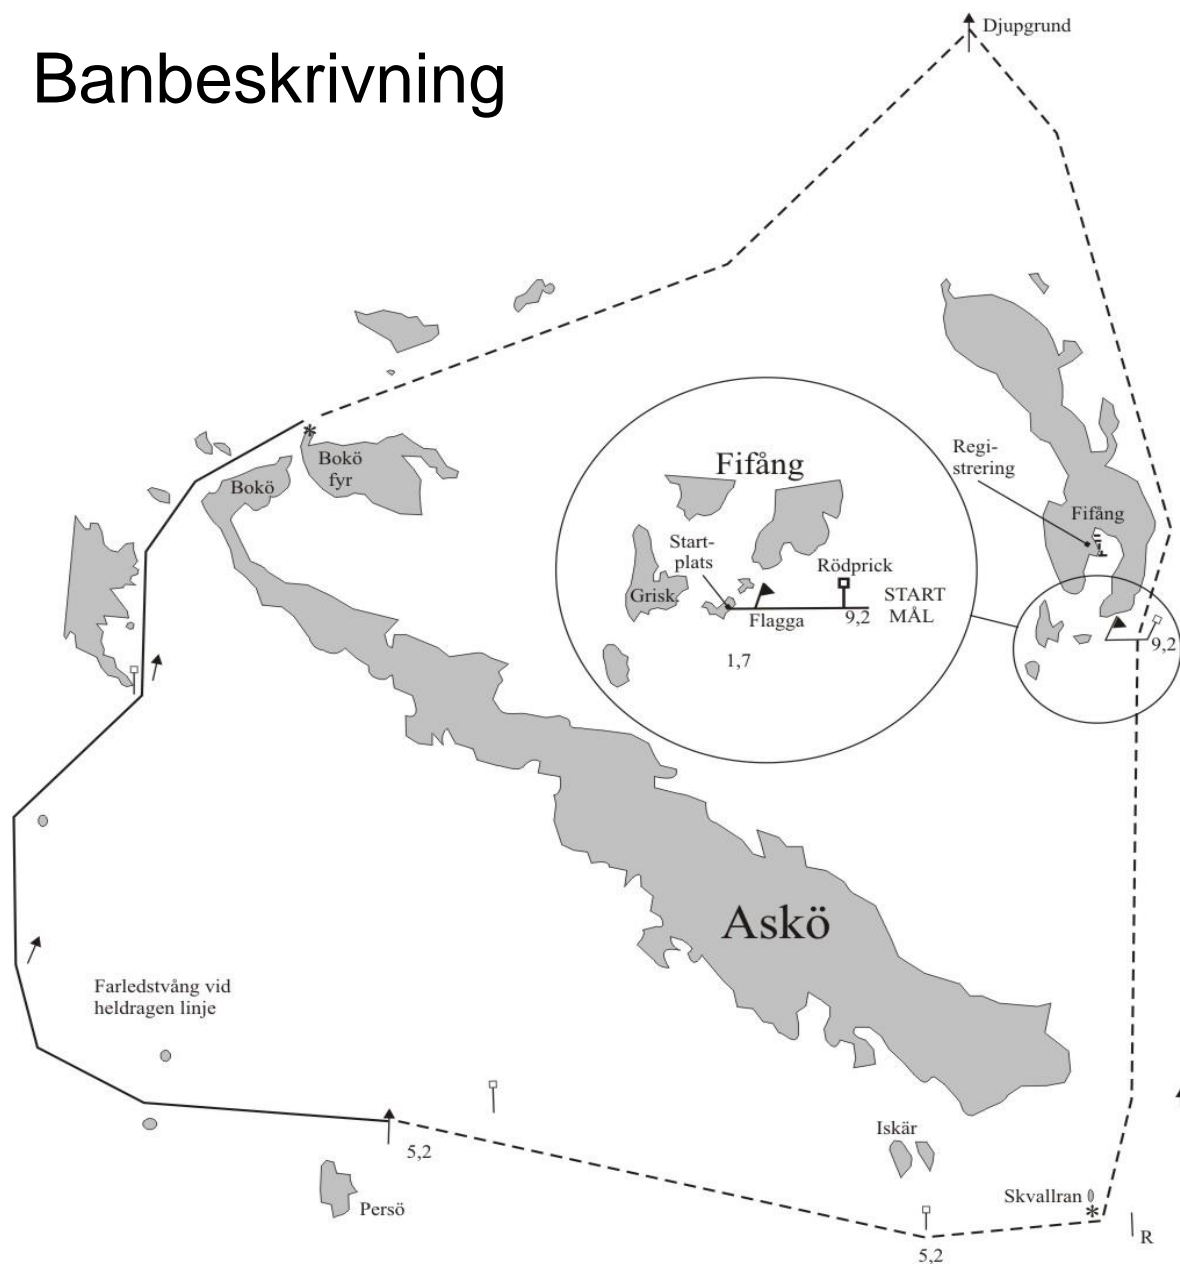 Djupgrund
Banbeskrivning
Bokö
fyr
Bokö
Regi-
strering
Fifång
Fifång
Start-
plats
Rödprick
Grisk.
START
MÅL
Flagga
9,2
1,7
9,2
Askö
Farledstvång vid
heldragen linje
5,2
Iskär
Persö
Skvallran
R
5,2